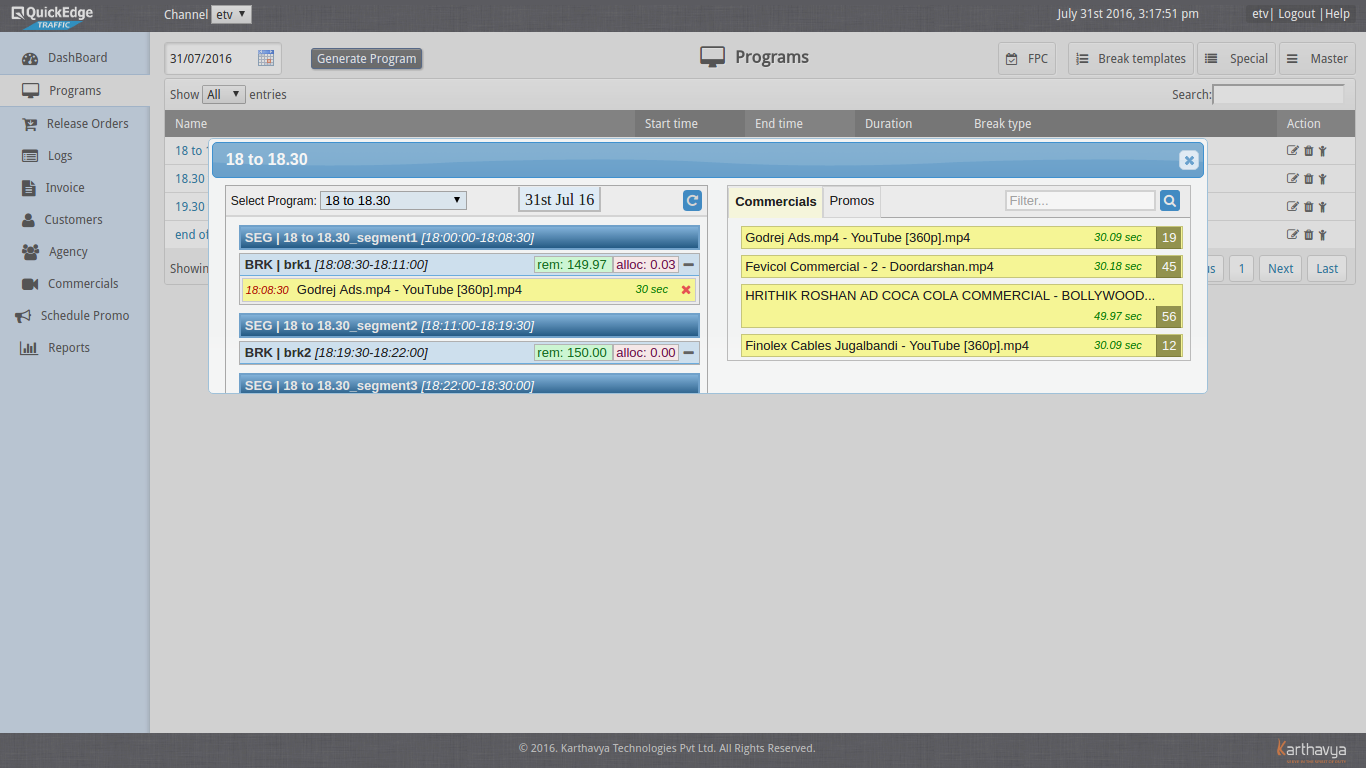 QuickEdge
TRAFFIC
Channel etv
July 31st 2016, 3:17:51 pm
etv| Logout |Help
DashBoard
Programs
Release Orders
Logs
Invoice
Customers
Agency
Commercials
Schedule Promo
Reports
31/07/2016
Generate Program
Programs
FPC
Break templates
Special
Master
Show All entries
Search:
Name Start time End time Duration Break type Action
18 to
18.30
19.30
end of
Showin
1 Next Last
18 to 18.30
Select Program: 18 to 18.30
31st Jul 16
SEG | 18 to 18.30_segment1 [18:00:00-18:08:30]
BRK | brk1 [18:08:30-18:11:00] rem: 149.97 alloc: 0.03
18:08:30 Godrej Ads.mp4 - YouTube [360p].mp4 30 sec
SEG | 18 to 18.30_segment2 [18:11:00-18:19:30]
BRK | brk2 [18:19:30-18:22:00] rem: 150.00 alloc: 0.00
SEG | 18 to 18.30_segment3 [18:22:00-18:30:00]
Commercials Promos Filter...
Godrej Ads.mp4 - YouTube [360p].mp4 30.09 sec 19
Fevicol Commercial - 2 - Doordarshan.mp4 30.18 sec 45
HRITHIK ROSHAN AD COCA COLA COMMERCIAL - BOLLYWOOD...
49.97 sec 56
Finolex Cables Jugalbandi - YouTube [360p].mp4 30.09 sec 12
© 2016. Karthavya Technologies Pvt Ltd. All Rights Reserved.
Karthavya